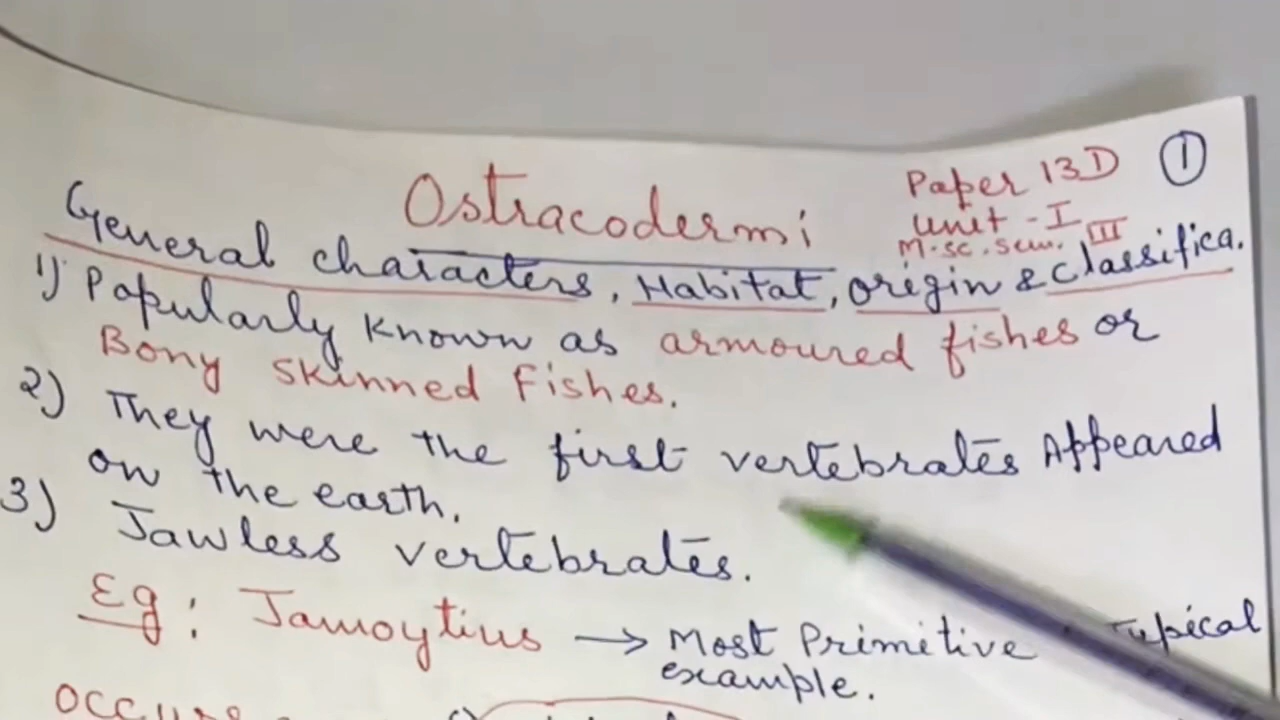 Ostracodermi
Paper 13D
Unit - I
M.sc. sem. III
1
General characters, Habitat, origin & classifica.
1) Popularly known as armoured fishes or
Bony skinned Fishes.
2) They were the first vertebrates Appeared
on the earth.
3) Jawless vertebrates.
Eg: Jamoytius → Most Primitive Typical
example.